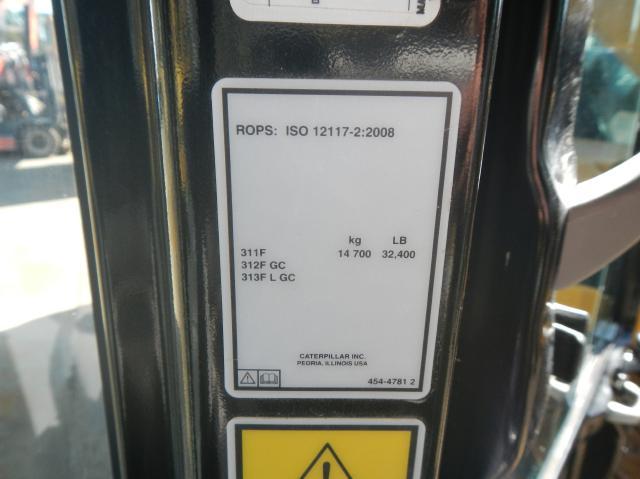 ROPS: ISO 12117-2:2008
kg LB
311F 14 700 32,400
312F GC
313F L GC
CATERPILLAR INC.
PEORIA, ILLINOIS USA
454-4781 2